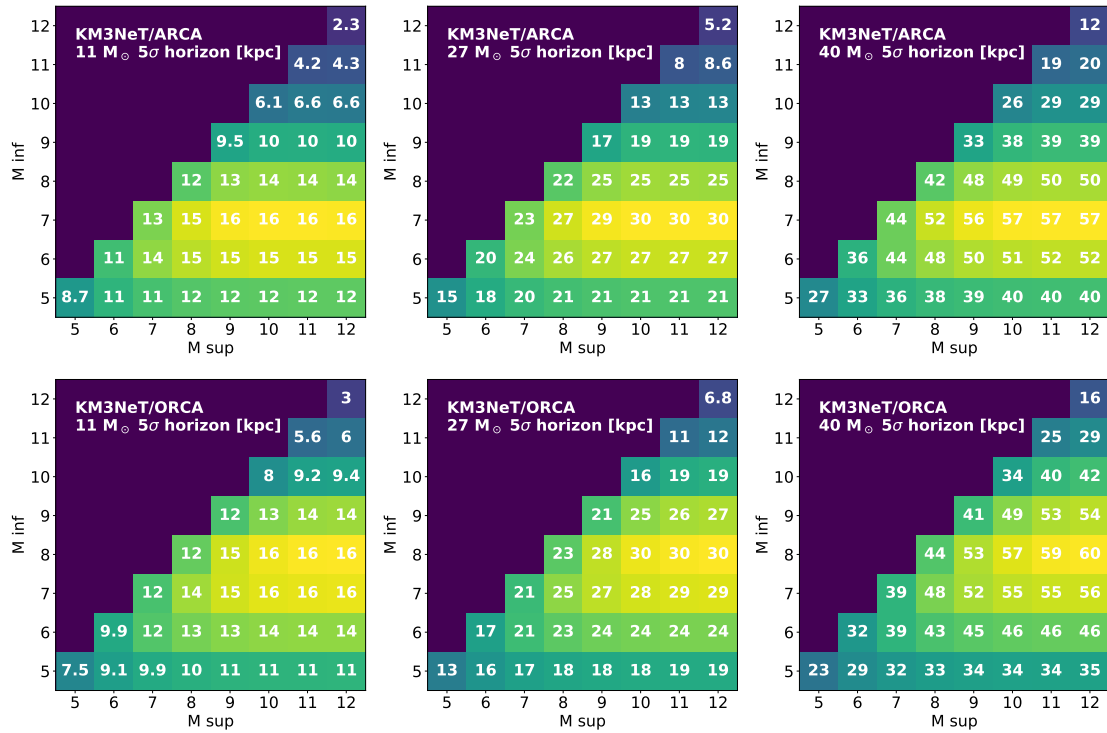 KM3NeT/ARCA
11 M⊙ 5σ horizon [kpc]
12 2.3
11 4.2 4.3
10 6.1 6.6 6.6
9 9.5 10 10 10
8 12 13 14 14 14
7 13 15 16 16 16 16
6 11 14 15 15 15 15 15
5 8.7 11 11 12 12 12 12 12
5 6 7 8 9 10 11 12
M sup
M inf
KM3NeT/ARCA
27 M⊙ 5σ horizon [kpc]
12 5.2
11 8 8.6
10 13 13 13
9 17 19 19 19
8 22 25 25 25 25
7 23 27 29 30 30 30
6 20 24 26 27 27 27 27
5 15 18 20 21 21 21 21 21
5 6 7 8 9 10 11 12
M sup
M inf
KM3NeT/ARCA
40 M⊙ 5σ horizon [kpc]
12 12
11 19 20
10 26 29 29
9 33 38 39 39
8 42 48 49 50 50
7 44 52 56 57 57 57
6 36 44 48 50 51 52 52
5 27 33 36 38 39 40 40 40
5 6 7 8 9 10 11 12
M sup
M inf
KM3NeT/ORCA
11 M⊙ 5σ horizon [kpc]
12 3
11 5.6 6
10 8 9.2 9.4
9 12 13 14 14
8 12 15 16 16 16
7 12 14 15 16 16 16
6 9.9 12 13 13 14 14 14
5 7.5 9.1 9.9 10 11 11 11 11
5 6 7 8 9 10 11 12
M sup
M inf
KM3NeT/ORCA
27 M⊙ 5σ horizon [kpc]
12 6.8
11 11 12
10 16 19 19
9 21 25 26 27
8 23 28 30 30 30
7 21 25 27 28 29 29
6 17 21 23 24 24 24 24
5 13 16 17 18 18 18 19 19
5 6 7 8 9 10 11 12
M sup
M inf
KM3NeT/ORCA
40 M⊙ 5σ horizon [kpc]
12 16
11 25 29
10 34 40 42
9 41 49 53 54
8 44 53 57 59 60
7 39 48 52 55 55 56
6 32 39 43 45 46 46 46
5 23 29 32 33 34 34 34 35
5 6 7 8 9 10 11 12
M sup
M inf